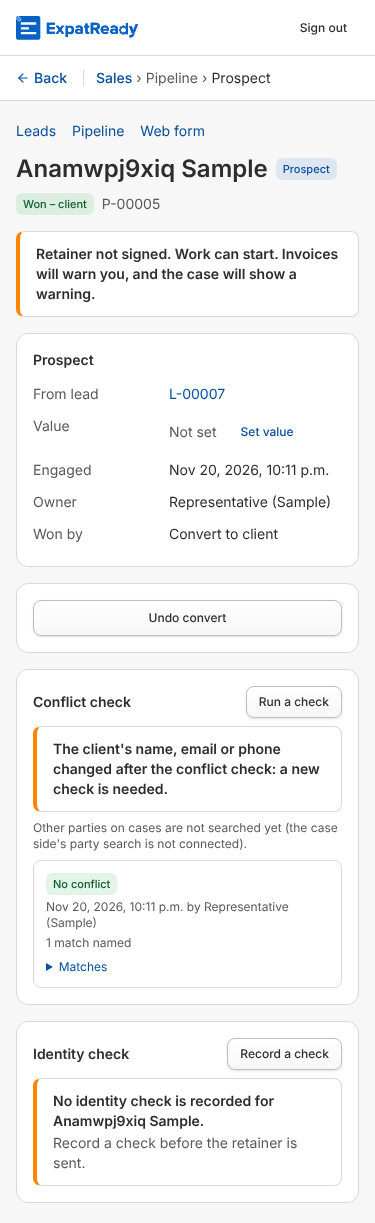 ExpatReady
Sign out
← Back
Sales › Pipeline › Prospect
Leads Pipeline Web form
Anamwpj9xiq Sample Prospect
Won – client P-00005
Retainer not signed. Work can start. Invoices
will warn you, and the case will show a
warning.
Prospect
From lead L-00007
Value Not set Set value
Engaged Nov 20, 2026, 10:11 p.m.
Owner Representative (Sample)
Won by Convert to client
Undo convert
Conflict check Run a check
The client's name, email or phone
changed after the conflict check: a new
check is needed.
Other parties on cases are not searched yet (the case
side's party search is not connected).
No conflict
Nov 20, 2026, 10:11 p.m. by Representative
(Sample)
1 match named
▶ Matches
Identity check Record a check
No identity check is recorded for
Anamwpj9xiq Sample.
Record a check before the retainer is
sent.